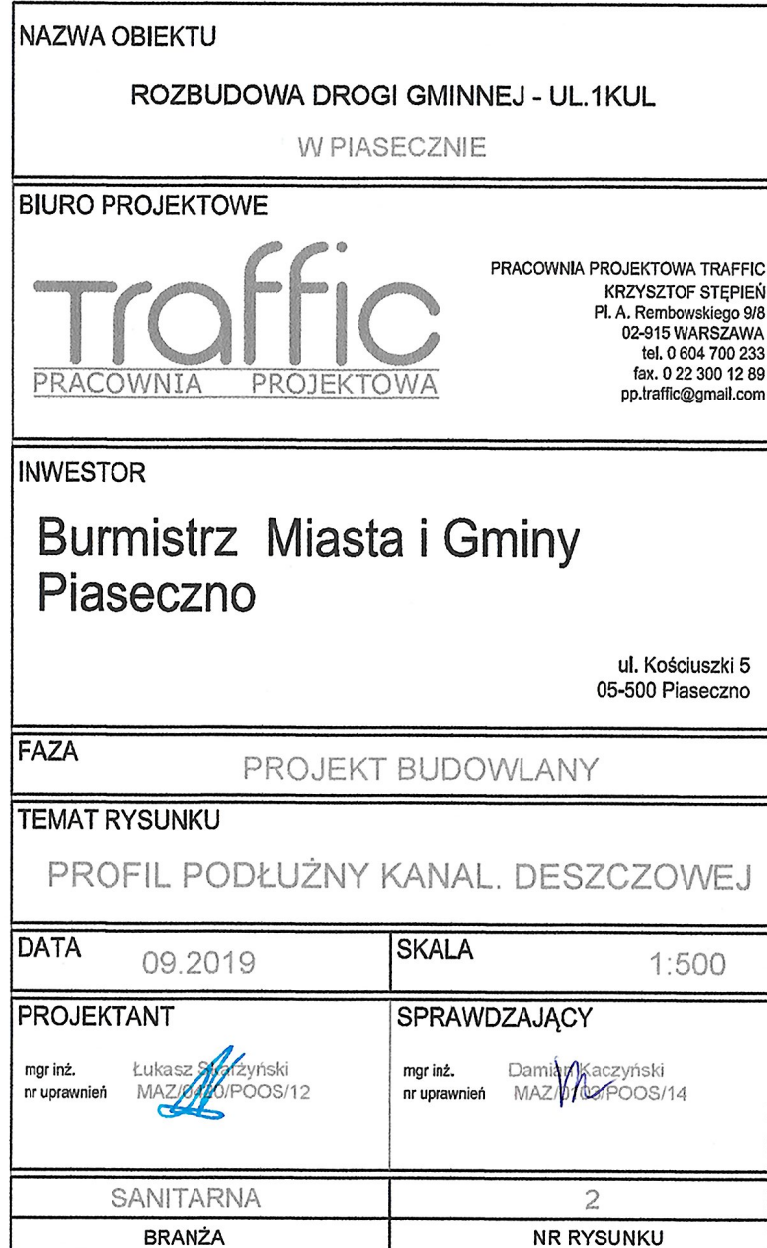 NAZWA OBIEKTU
ROZBUDOWA DROGI GMINNEJ - UL.1KUL
W PIASECZNIE
BIURO PROJEKTOWE
Traffic
PRACOWNIA PROJEKTOWA
PRACOWNIA PROJEKTOWA TRAFFIC
KRZYSZTOF STĘPIEŃ
Pl. A. Rembowskiego 9/8
02-915 WARSZAWA
tel. 0 604 700 233
fax. 0 22 300 12 89
pp.traffic@gmail.com
INWESTOR
Burmistrz Miasta i Gminy
Piaseczno
ul. Kościuszki 5
05-500 Piaseczno
FAZA
PROJEKT BUDOWLANY
TEMAT RYSUNKU
PROFIL PODŁUŻNY KANAL. DESZCZOWEJ
DATA
09.2019
SKALA
1:500
PROJEKTANT
mgr inż. Łukasz
nr uprawnień
SPRAWDZAJĄCY
mgr inż. Damian Kaczyński
nr uprawnień
SANITARNA
2
BRANŻA
NR RYSUNKU